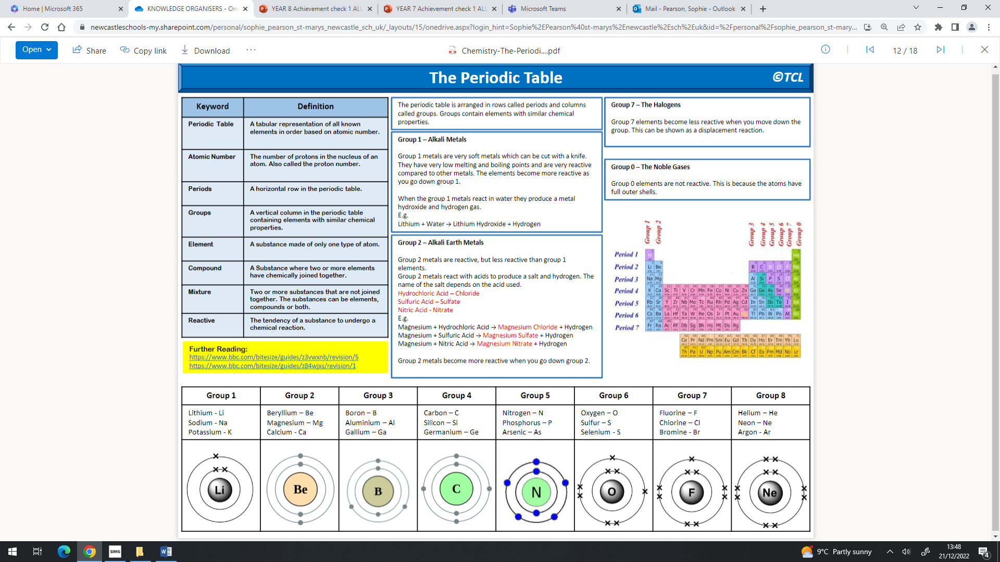 Home | Microsoft 365
KNOWLEDGE ORGANISERS - One
YEAR 8 Achievement check 1 ALL
YEAR 7 Achievement check 1 ALL
Microsoft Teams
Mail - Pearson, Sophie - Outlook
newcastleschools-my.sharepoint.com/personal/sophie_pearson_st-marys_newcastle_sch_uk/_layouts/15/onedrive.aspx?login_hint=Sophie%2EPearson%40st-marys%2Enewcastle%2Esch%2Euk&id=%2Fpersonal%2Fsophie_pearson_st-mary...
Open
Share
Copy link
Download
Chemistry-The-Periodi....pdf
12 / 18
The Periodic Table
©TCL
Keyword Definition
Periodic Table A tabular representation of all known
elements in order based on atomic number.
Atomic Number The number of protons in the nucleus of an
atom. Also called the proton number.
Periods A horizontal row in the periodic table.
Groups A vertical column in the periodic table
containing elements with similar chemical
properties.
Element A substance made of only one type of atom.
Compound A Substance where two or more elements
have chemically joined together.
Mixture Two or more substances that are not joined
together. The substances can be elements,
compounds or both.
Reactive The tendency of a substance to undergo a
chemical reaction.
Further Reading:
https://www.bbc.com/bitesize/guides/z3vwxnb/revision/5
https://www.bbc.com/bitesize/guides/z84wjxs/revision/1
The periodic table is arranged in rows called periods and columns
called groups. Groups contain elements with similar chemical
properties.
Group 1 – Alkali Metals
Group 1 metals are very soft metals which can be cut with a knife.
They have very low melting and boiling points and are very reactive
compared to other metals. The elements become more reactive as
you go down group 1.
When the group 1 metals react in water they produce a metal
hydroxide and hydrogen gas.
E.g.
Lithium + Water → Lithium Hydroxide + Hydrogen
Group 2 – Alkali Earth Metals
Group 2 metals are reactive, but less reactive than group 1
elements.
Group 2 metals react with acids to produce a salt and hydrogen. The
name of the salt depends on the acid used.
Hydrochloric Acid – Chloride
Sulfuric Acid – Sulfate
Nitric Acid - Nitrate
E.g.
Magnesium + Hydrochloric Acid → Magnesium Chloride + Hydrogen
Magnesium + Sulfuric Acid → Magnesium Sulfate + Hydrogen
Magnesium + Nitric Acid → Magnesium Nitrate + Hydrogen
Group 2 metals become more reactive when you go down group 2.
Group 7 – The Halogens
Group 7 elements become less reactive when you move down the
group. This can be shown as a displacement reaction.
Group 0 – The Noble Gases
Group 0 elements are not reactive. This is because the atoms have
full outer shells.
Group 1 Group 2 Group 3 Group 4 Group 5 Group 6 Group 7 Group 0
Period 1 H He
Period 2 Li Be B C N O F Ne
Period 3 Na Mg Al Si P S Cl Ar
Period 4 K Ca Sc Ti V Cr Mn Fe Co Ni Cu Zn Ga Ge As Se Br Kr
Period 5 Rb Sr Y Zr Nb Mo Tc Ru Rh Pd Ag Cd In Sn Sb Te I Xe
Period 6 Cs Ba La Hf Ta W Re Os Ir Pt Au Tl Pb Bi Po At Rn
Period 7 Fr Ra Ac Rf Db Sg Bh Hs Mt Ds Rg
Ce Pr Nd Pm Sm Eu Gd Tb Dy Ho Er Tm Yb Lu
Th Pa U Np Pu Am Cm Bk Cf Es Fm Md No Lr
Group 1 Group 2 Group 3 Group 4 Group 5 Group 6 Group 7 Group 8
Lithium - Li Beryllium – Be Boron – B Carbon – C Nitrogen – N Oxygen – O Fluorine – F Helium – He
Sodium - Na Magnesium – Mg Aluminium – Al Silicon – Si Phosphorus – P Sulfur – S Chlorine – Cl Neon – Ne
Potassium - K Calcium - Ca Gallium – Ga Germanium – Ge Arsenic – As Selenium - S Bromine - Br Argon - Ar
Li Be B C N O F Ne
SIMS
9°C Partly sunny
13:48
21/12/2022
4